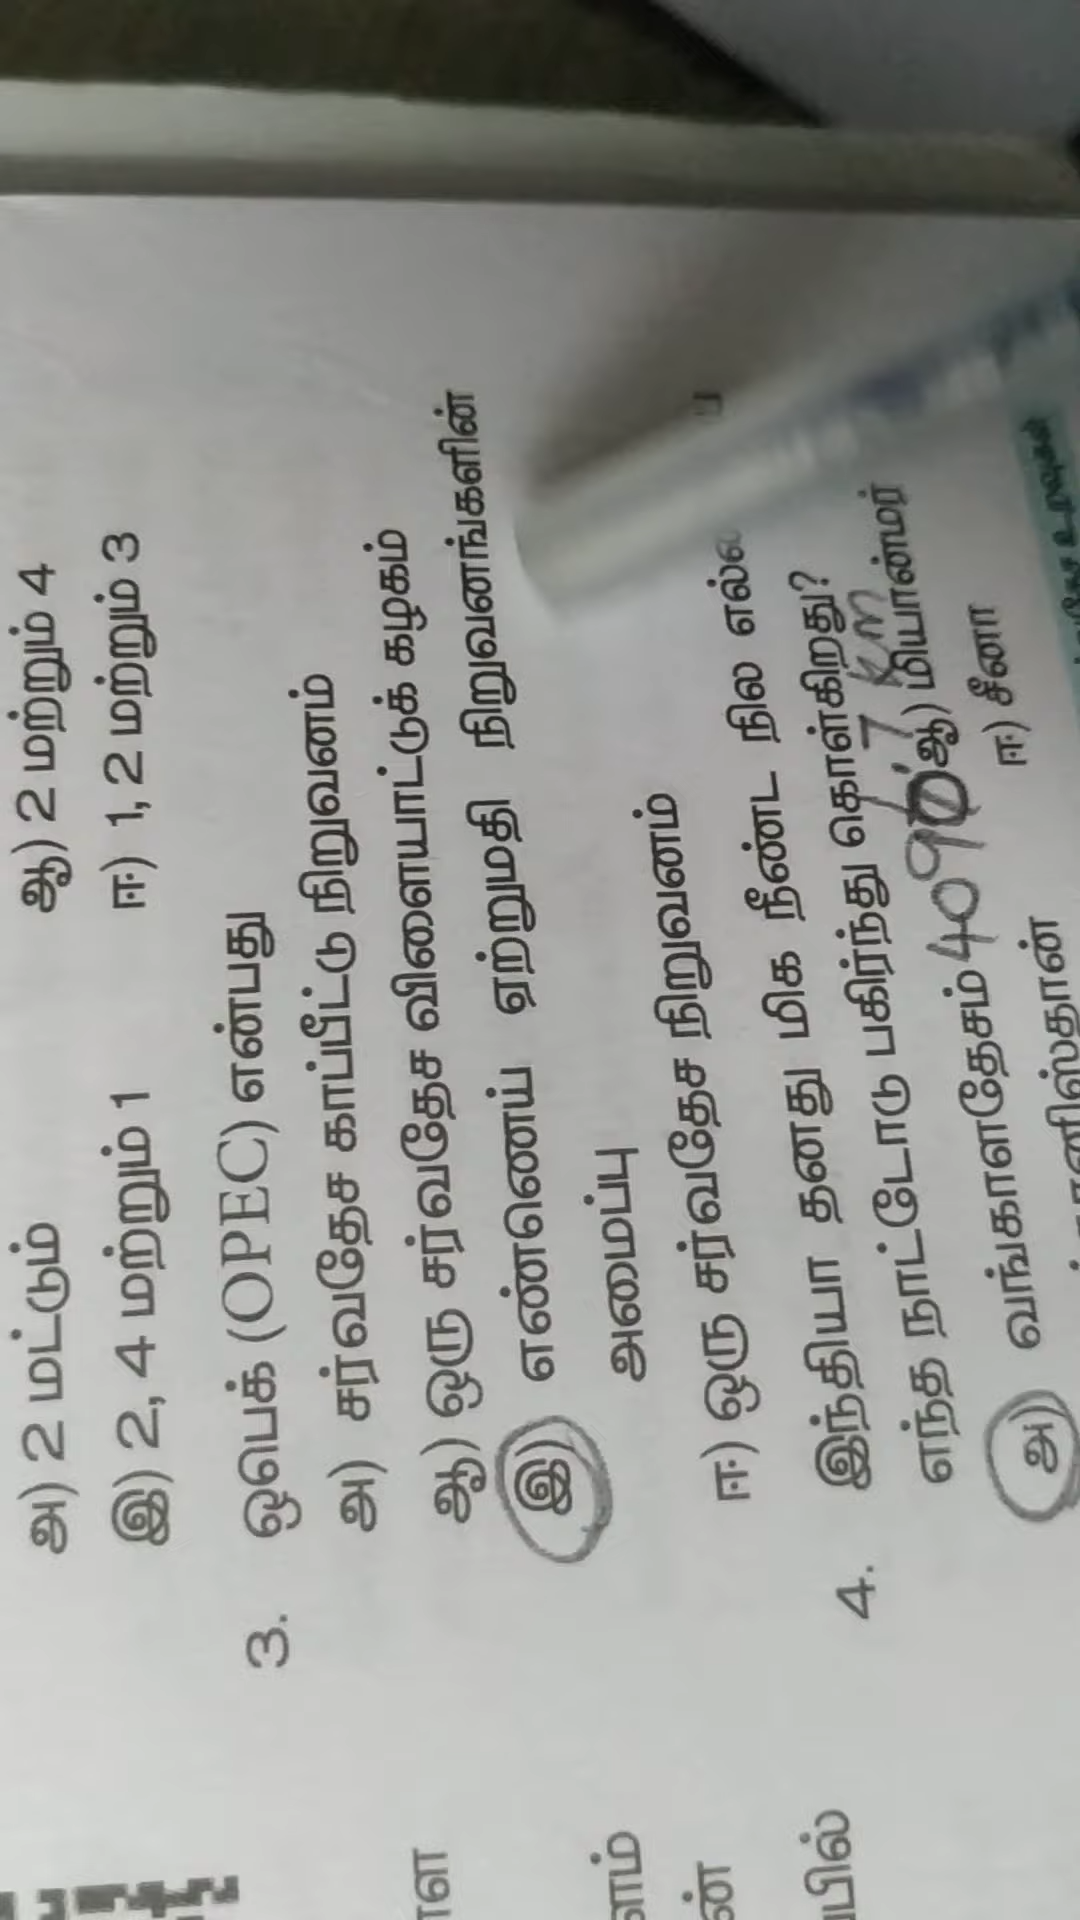 அ) 2 மட்டும் ஆ) 2 மற்றும் 4
இ) 2, 4 மற்றும் 1 ஈ) 1, 2 மற்றும் 3
3. ஒபெக் (OPEC) என்பது
அ) சர்வதேச காப்பீட்டு நிறுவனம்
ஆ) ஒரு சர்வதேச விளையாட்டுக் கழகம்
இ) எண்ணெய் ஏற்றுமதி நிறுவனங்களின்
அமைப்பு
ஈ) ஒரு சர்வதேச நிறுவனம்
4. இந்தியா தனது மிக நீண்ட நில
எந்த நாட்டோடு பகிர்ந்து கொள்கிறது?
4097 km
அ) வங்காளதேசம் ஆ) மியான்மர்
ஈ) சீனா